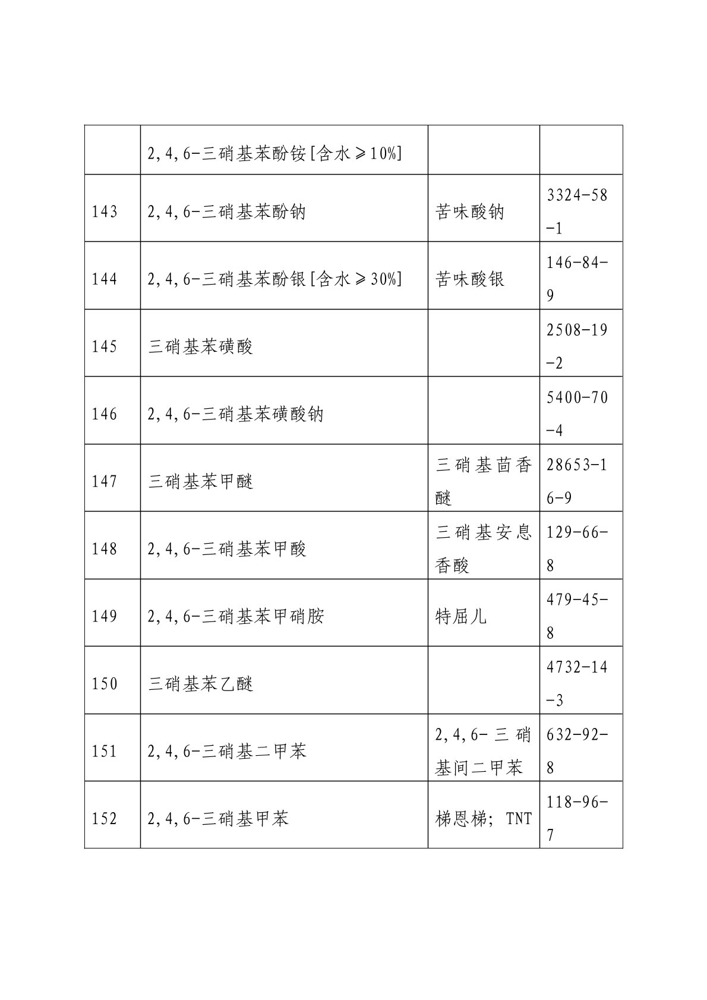 2,4,6-三硝基苯酚铵[含水≥10%]
143 2,4,6-三硝基苯酚钠 苦味酸钠 3324-58
-1
144 2,4,6-三硝基苯酚银[含水≥30%] 苦味酸银 146-84-
9
145 三硝基苯磺酸 2508-19
-2
146 2,4,6-三硝基苯磺酸钠 5400-70
-4
147 三硝基苯甲醚 三硝基茴香
醚 28653-1
6-9
148 2,4,6-三硝基苯甲酸 三硝基安息
香酸 129-66-
8
149 2,4,6-三硝基苯甲硝胺 特屈儿 479-45-
8
150 三硝基苯乙醚 4732-14
-3
151 2,4,6-三硝基二甲苯 2,4,6-三硝
基间二甲苯 632-92-
8
152 2,4,6-三硝基甲苯 梯恩梯；TNT 118-96-
7